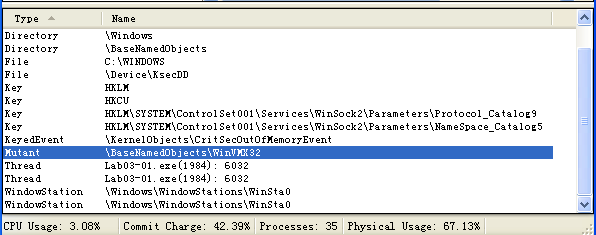 Type Name
Directory \Windows
Directory \BaseNamedObjects
File C:\WINDOWS
File \Device\KsecDD
Key HKLM
Key HKCU
Key HKLM\SYSTEM\ControlSet001\Services\WinSock2\Parameters\Protocol_Catalog9
Key HKLM\SYSTEM\ControlSet001\Services\WinSock2\Parameters\NameSpace_Catalog5
KeyedEvent \KernelObjects\CritSecOutOfMemoryEvent
Mutant \BaseNamedObjects\WinVMX32
Thread Lab03-01.exe(1984): 6032
Thread Lab03-01.exe(1984): 6032
WindowStation \Windows\WindowStations\WinSta0
WindowStation \Windows\WindowStations\WinSta0
CPU Usage: 3.08% Commit Charge: 42.39% Processes: 35 Physical Usage: 67.13%